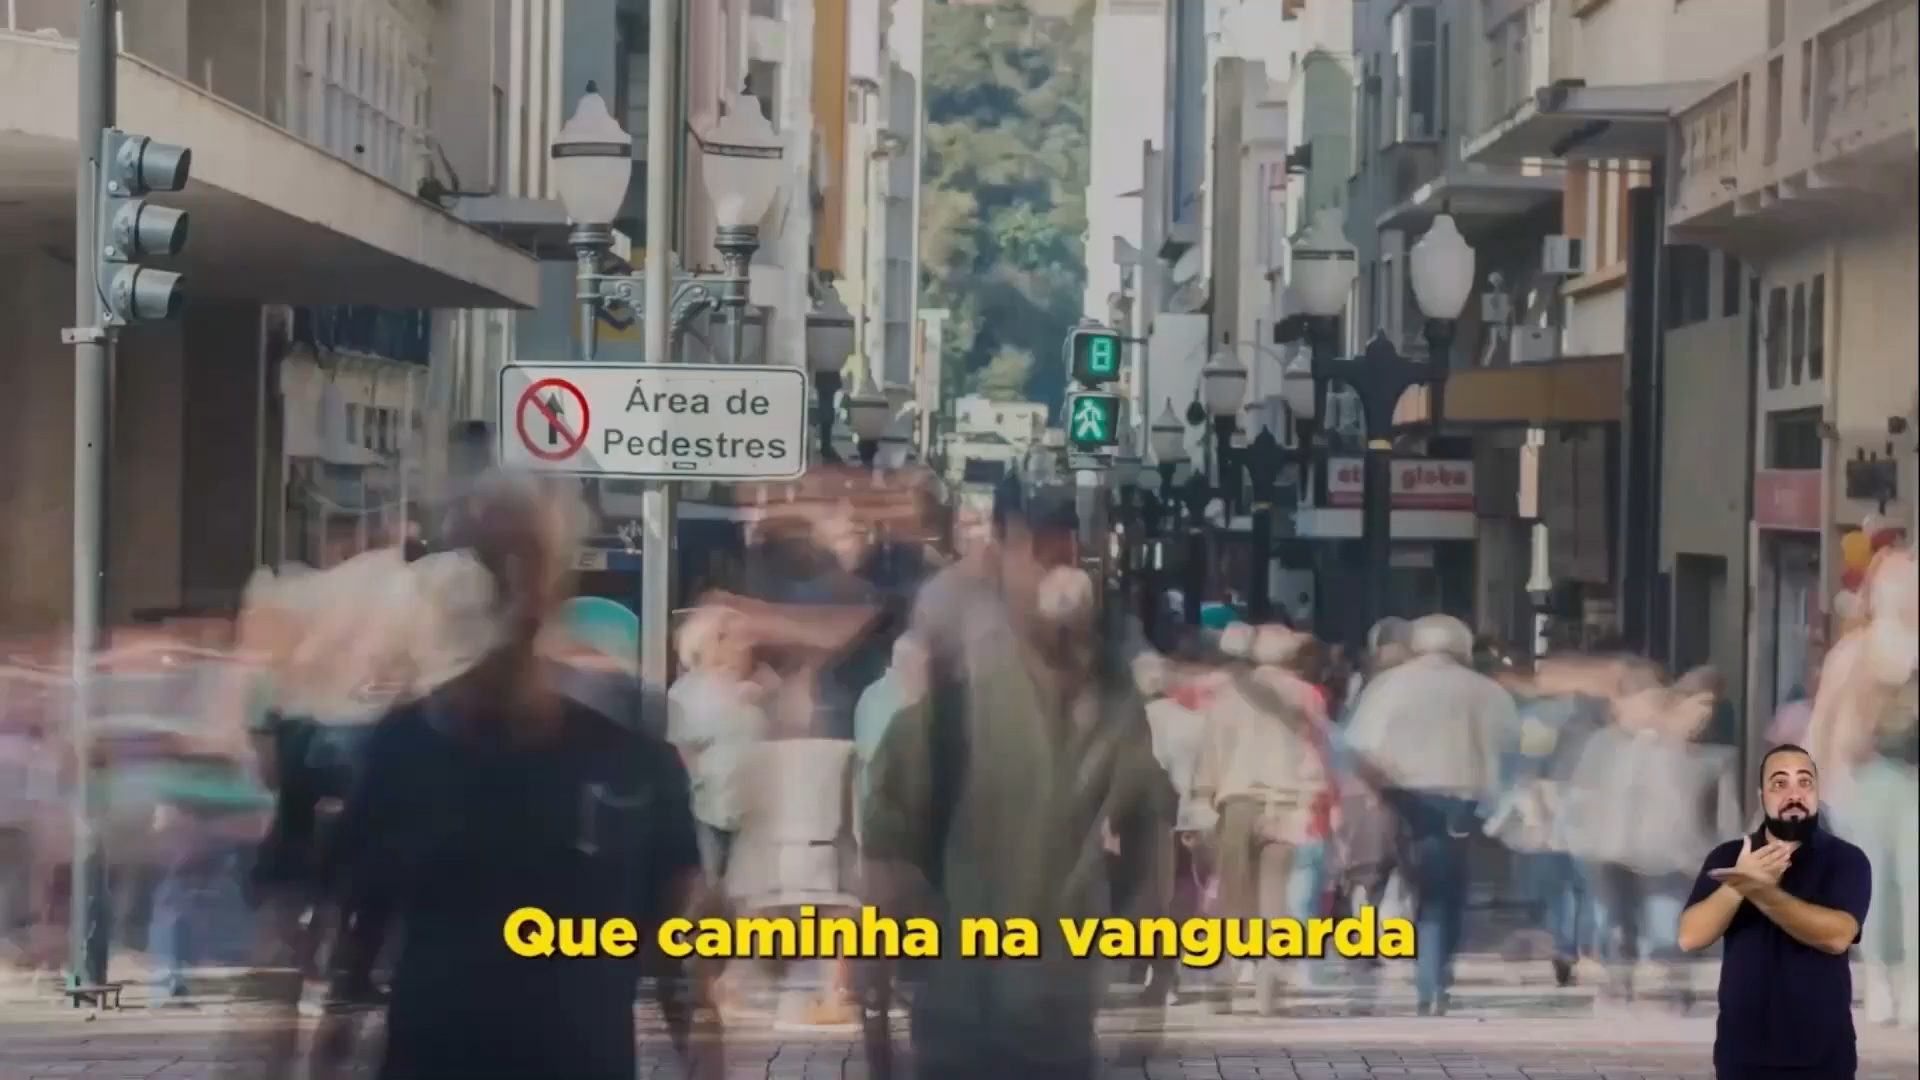 8
Área de
Pedestres
globo
Que caminha na vanguarda